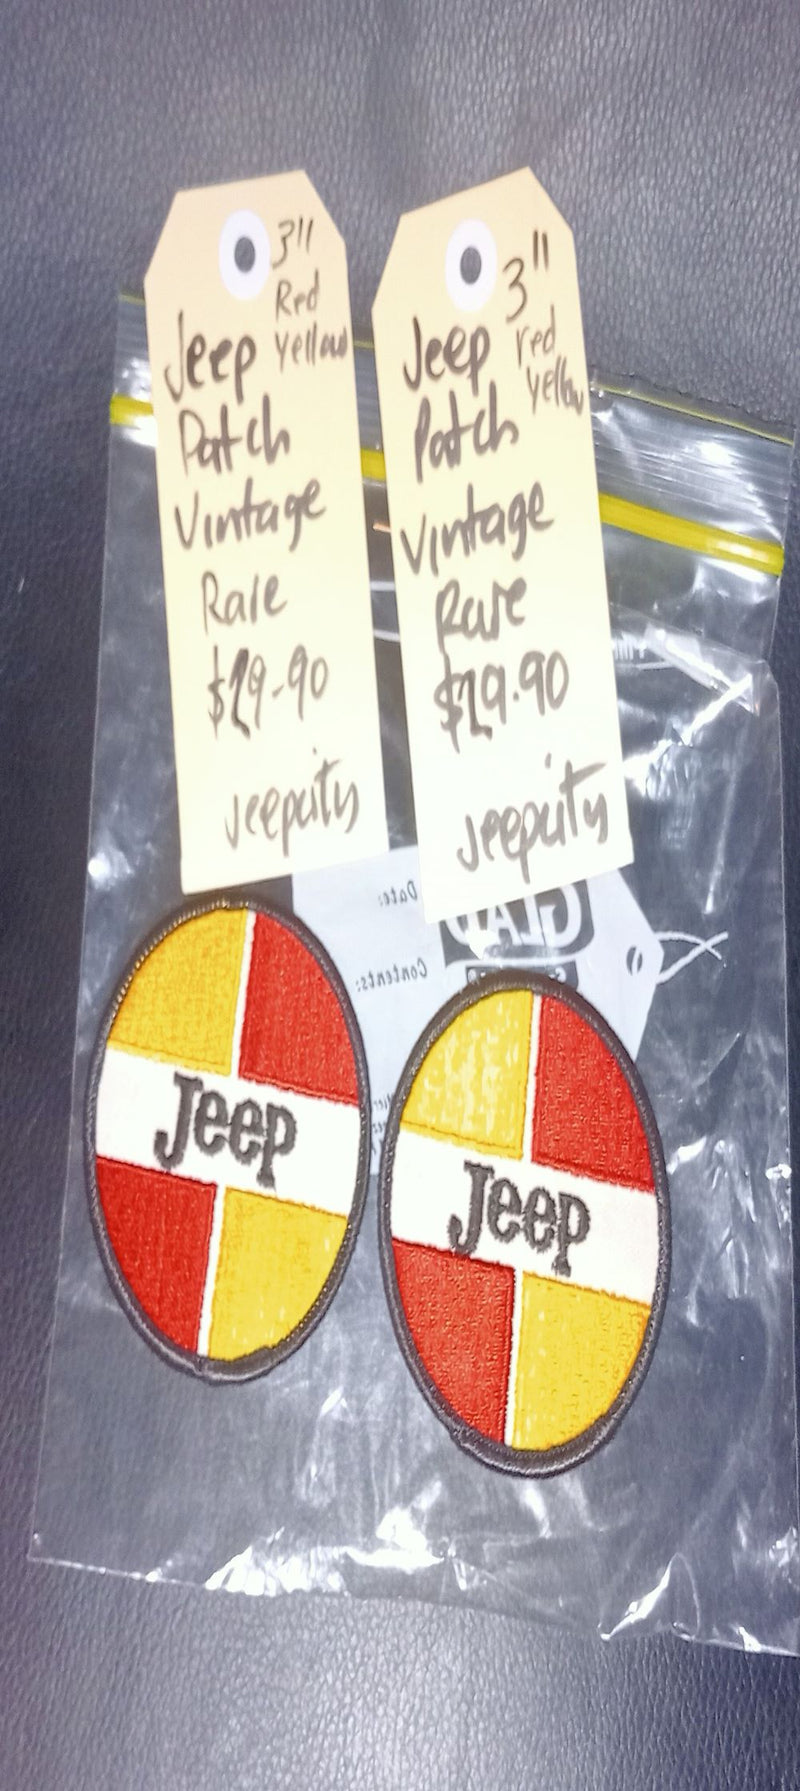 3"
Red
Yellow
Jeep
Patch
Vintage
Rare
$29-90
jeepcity
3"
red
yellow
Jeep
Patch
Vintage
Rare
$29.90
jeepcity
Date:
GLAD
Contents:
Jeep
Jeep